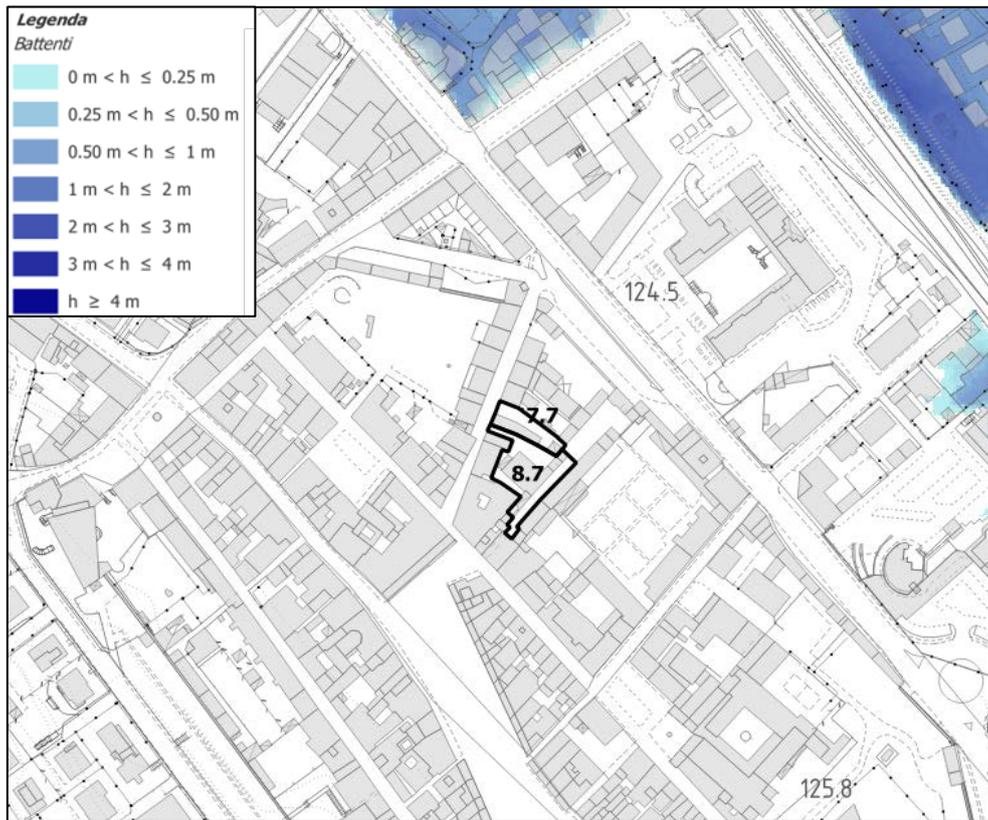 Legenda
Battenti
0 m < h ≤ 0.25 m
0.25 m < h ≤ 0.50 m
0.50 m < h ≤ 1 m
1 m < h ≤ 2 m
2 m < h ≤ 3 m
3 m < h ≤ 4 m
h ≥ 4 m
124.5
7.7
8.7
125.8